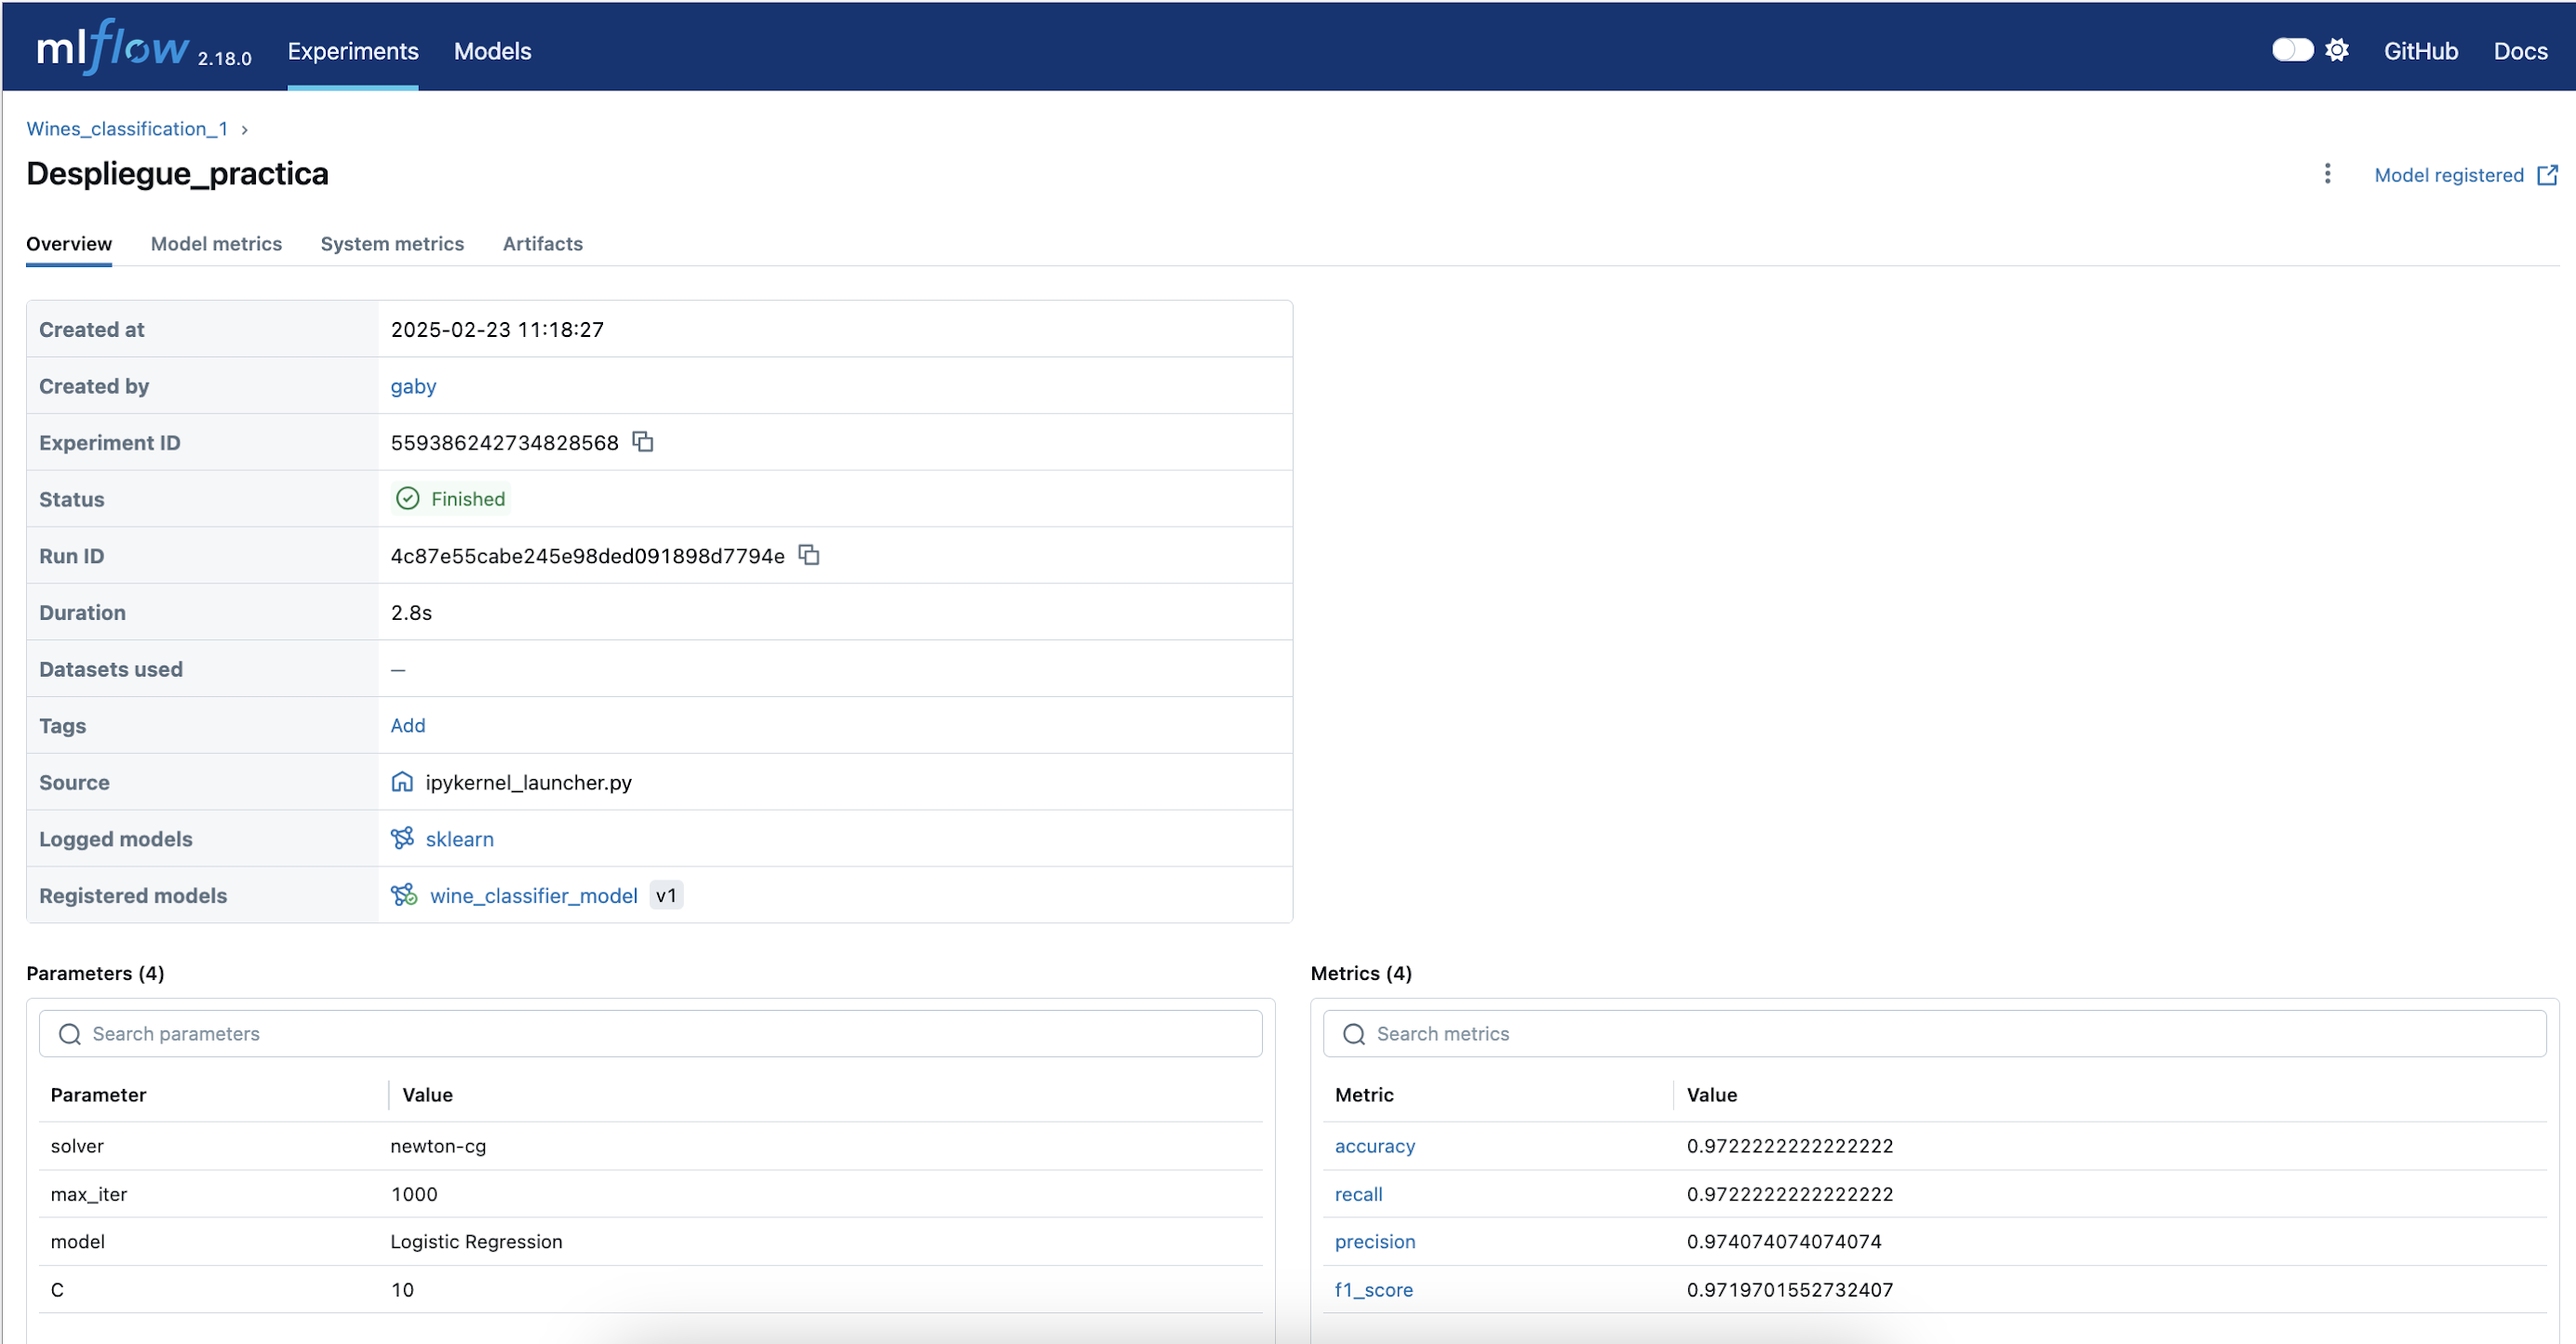 mlflow 2.18.0 Experiments Models GitHub Docs
Wines_classification_1 ›
Despliegue_practica
Model registered
Overview Model metrics System metrics Artifacts
Created at 2025-02-23 11:18:27
Created by gaby
Experiment ID 559386242734828568
Status Finished
Run ID 4c87e55cabe245e98ded091898d7794e
Duration 2.8s
Datasets used —
Tags Add
Source ipykernel_launcher.py
Logged models sklearn
Registered models wine_classifier_model v1
Parameters (4)
Search parameters
Parameter Value
solver newton-cg
max_iter 1000
model Logistic Regression
C 10
Metrics (4)
Search metrics
Metric Value
accuracy 0.9722222222222222
recall 0.9722222222222222
precision 0.974074074074074
f1_score 0.9719701552732407